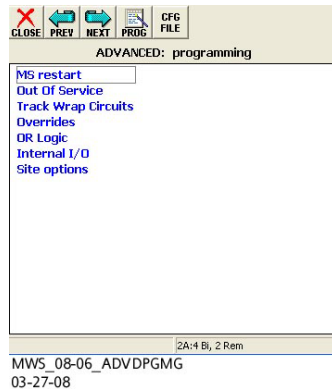 CLOSE PREV NEXT PROG CFG FILE
ADVANCED: programming
MS restart
Out Of Service
Track Wrap Circuits
Overrides
OR Logic
Internal I/O
Site options
2A:4 Bi, 2 Rem
MWS_08-06_ADVDPGMG
03-27-08